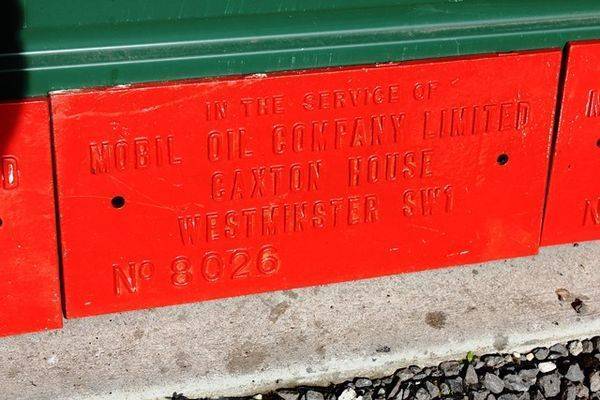 IN THE SERVICE OF
MOBIL OIL COMPANY LIMITED
CAXTON HOUSE
WESTMINSTER SW1
Nº 8026
D
N